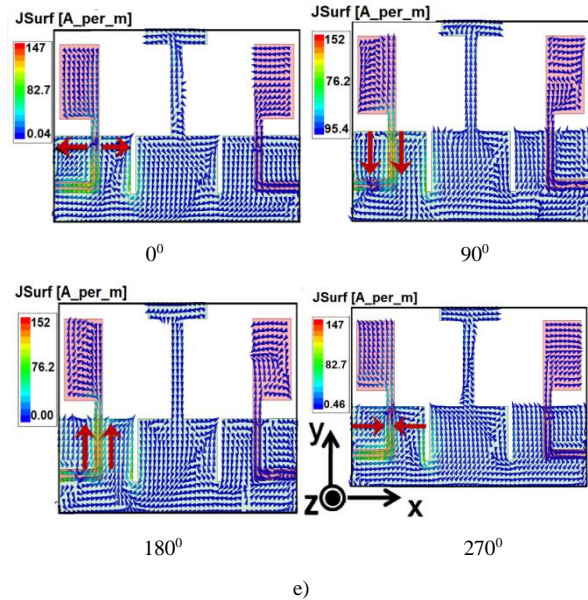 JSurf [A_per_m]
147
82.7
0.04
0⁰
JSurf [A_per_m]
152
76.2
95.4
90⁰
JSurf [A_per_m]
152
76.2
0.00
180⁰
JSurf [A_per_m]
147
82.7
0.46
y
z
x
270⁰
e)